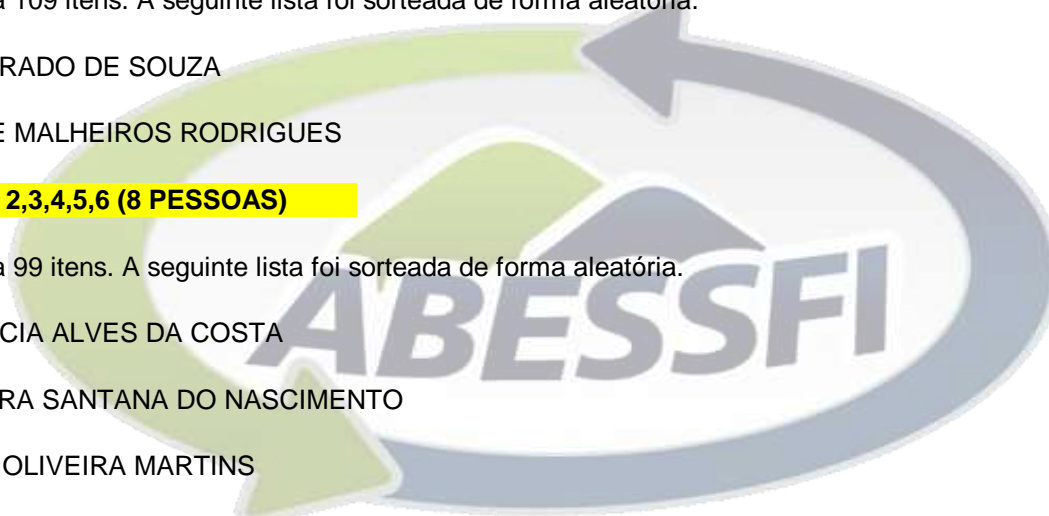 a 109 itens. A seguinte lista foi sorteada de forma aleatória.
RADO DE SOUZA
E MALHEIROS RODRIGUES
2,3,4,5,6 (8 PESSOAS)
a 99 itens. A seguinte lista foi sorteada de forma aleatória.
CIA ALVES DA COSTA
ABESSFI
RA SANTANA DO NASCIMENTO
OLIVEIRA MARTINS